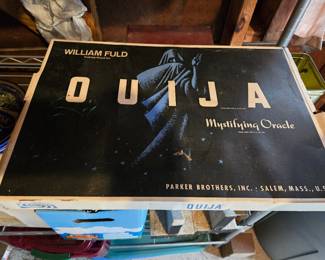 WILLIAM FULD
OUIJA
Mystifying Oracle
PARKER BROTHERS, INC. · SALEM, MASS., U.S.
OUIJA